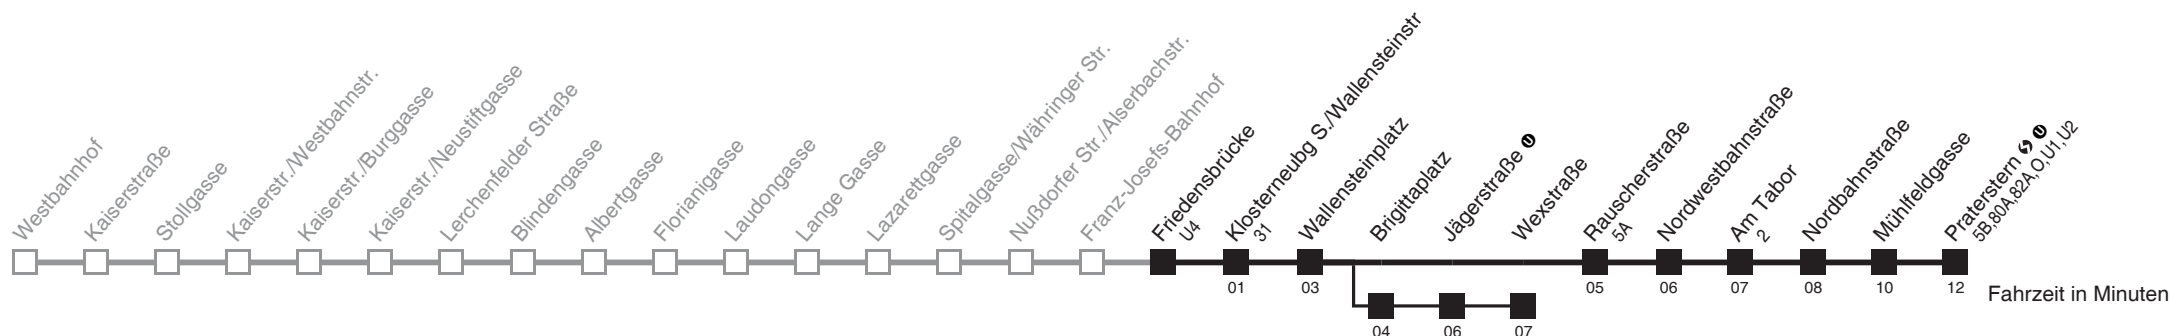 Westbahnhof
Kaiserstraße
Stollgasse
Kaiserstr./Westbahnstr.
Kaiserstr./Burggasse
Kaiserstr./Neustiftgasse
Lerchenfelder Straße
Blindengasse
Albertgasse
Florianigasse
Laudongasse
Lange Gasse
Lazarettgasse
Spitalgasse/Währinger Str.
Nußdorfer Str./Alserbachstr.
Franz-Josefs-Bahnhof
Friedensbrücke
U4
Klosterneubg S./Wallensteinstr
31
Wallensteinplatz
Brigittaplatz
Jägerstraße U
Wexstraße
Rauscherstraße
5A
Nordwestbahnstraße
Am Tabor
2
Nordbahnstraße
Mühlfeldgasse
Praterstern S U
5B,80A,82A,O,U1,U2
01
03
05
06
07
08
10
12
Fahrzeit in Minuten
04
06
07